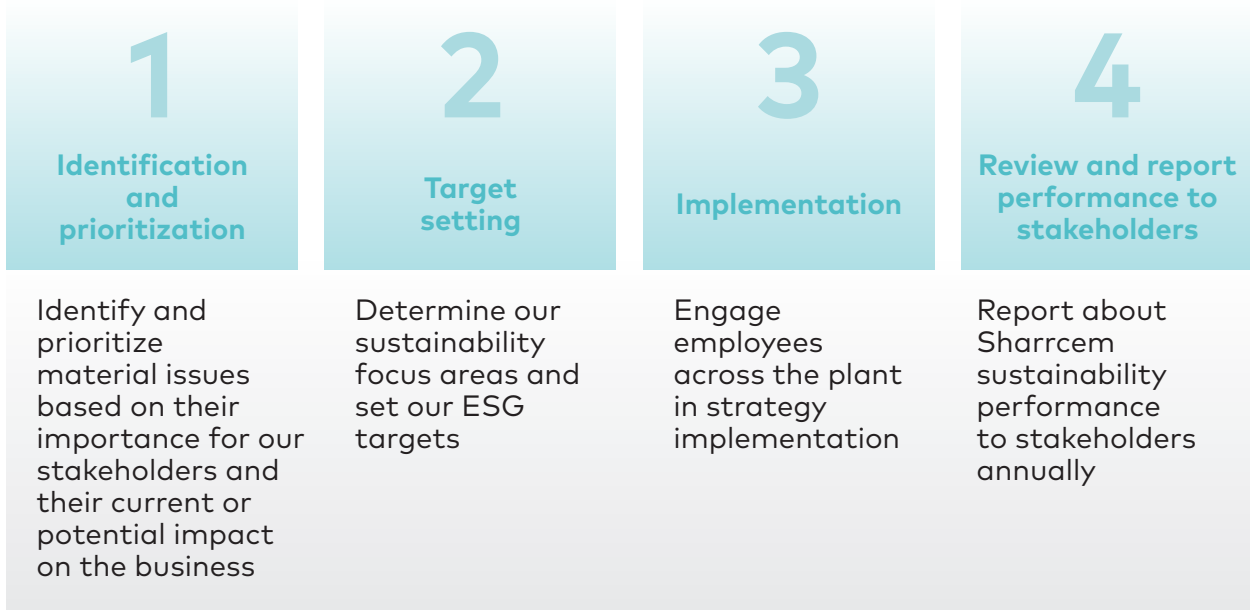 1
Identification
and
prioritization
Identify and
prioritize
material issues
based on their
importance for our
stakeholders and
their current or
potential impact
on the business
2
Target
setting
Determine our
sustainability
focus areas and
set our ESG
targets
3
Implementation
Engage
employees
across the plant
in strategy
implementation
4
Review and report
performance to
stakeholders
Report about
Sharrcem
sustainability
performance
to stakeholders
annually